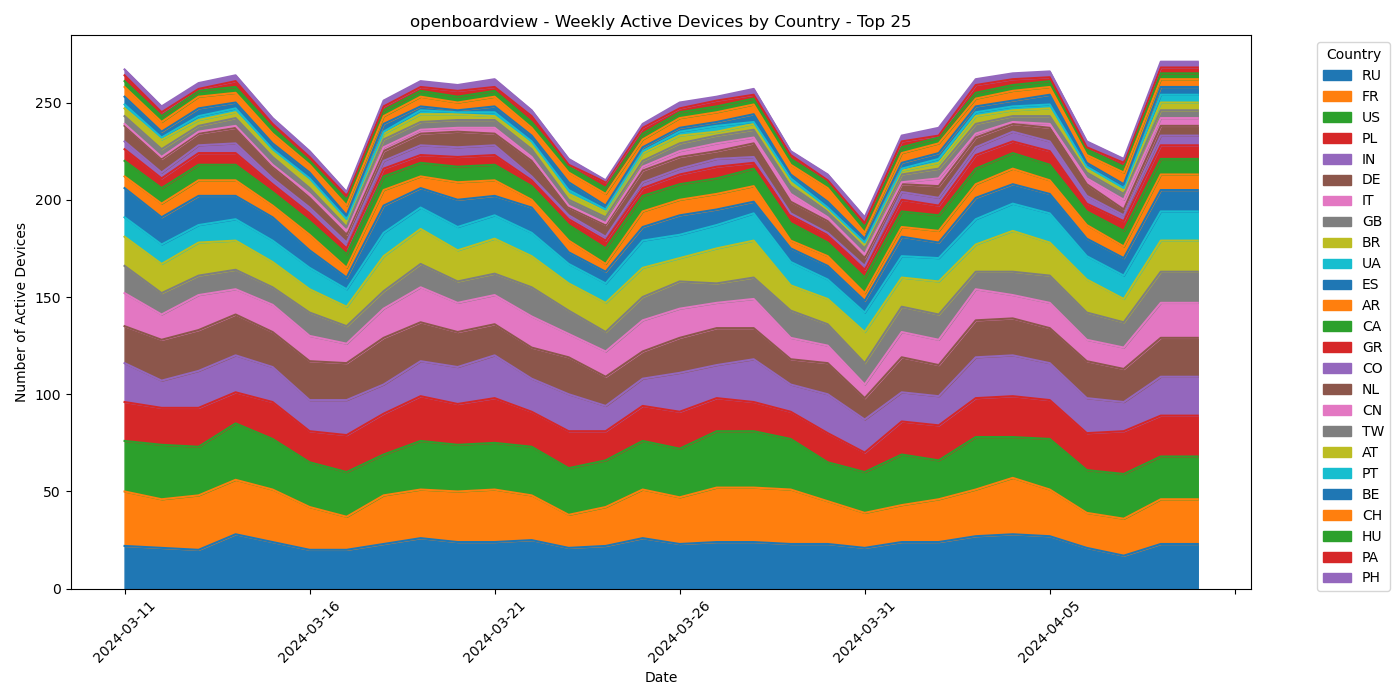 openboardview - Weekly Active Devices by Country - Top 25
Number of Active Devices
250
200
150
100
50
0
2024-03-11
2024-03-16
2024-03-21
2024-03-26
2024-03-31
2024-04-05
Date
Country
RU
FR
US
PL
IN
DE
IT
GB
BR
UA
ES
AR
CA
GR
CO
NL
CN
TW
AT
PT
BE
CH
HU
PA
PH